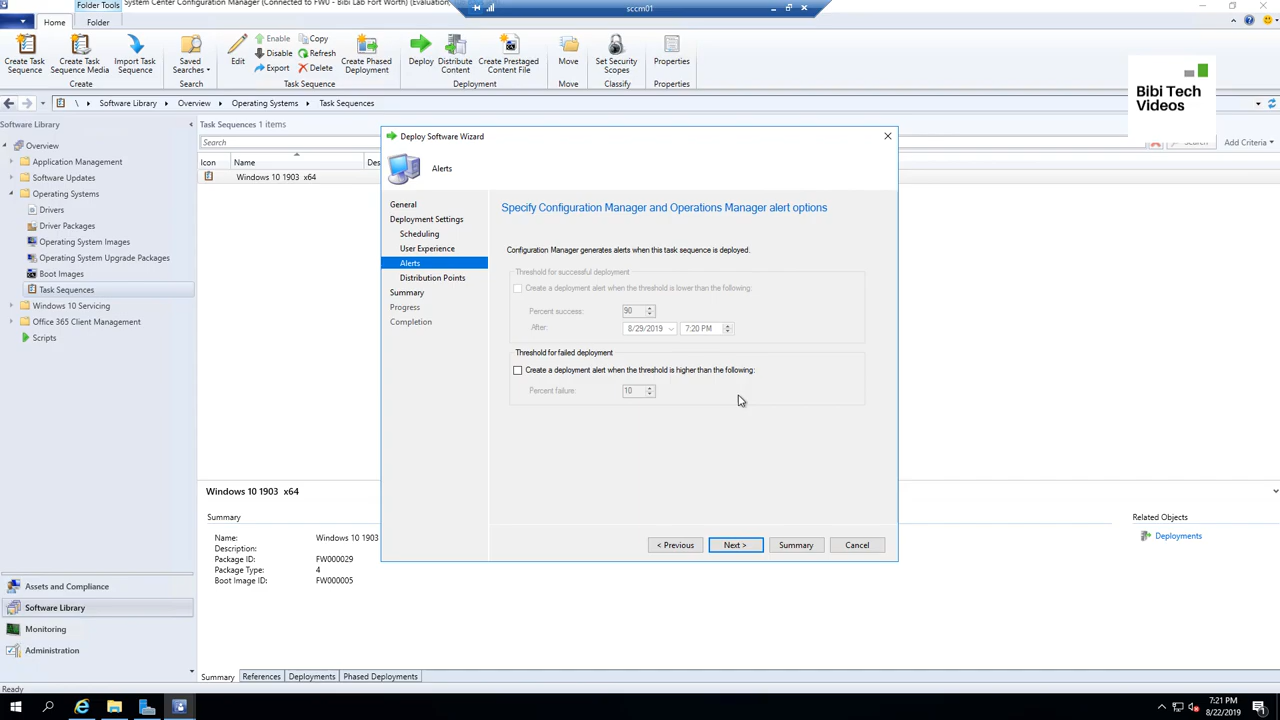 Folder Tools
System Center Configuration Manager (Connected to FW0 - Bibi Lab Fort Worth) (Evaluation
sccm01
Home
Folder
Create Task Sequence
Create Task Sequence Media
Import Task Sequence
Create
Saved Searches
Search
Edit
Enable
Disable
Export
Copy
Refresh
Delete
Create Phased Deployment
Task Sequence
Deploy
Distribute Content
Create Prestaged Content File
Deployment
Move
Move
Set Security Scopes
Classify
Properties
Properties
Bibi Tech
Videos
\ Software Library Overview Operating Systems Task Sequences
Software Library
Overview
Application Management
Software Updates
Operating Systems
Drivers
Driver Packages
Operating System Images
Operating System Upgrade Packages
Boot Images
Task Sequences
Windows 10 Servicing
Office 365 Client Management
Scripts
Assets and Compliance
Software Library
Monitoring
Administration
Task Sequences 1 items
Search
Search
Add Criteria
Icon Name Des
Windows 10 1903 x64
Deploy Software Wizard
Alerts
General
Deployment Settings
Scheduling
User Experience
Alerts
Distribution Points
Summary
Progress
Completion
Specify Configuration Manager and Operations Manager alert options
Configuration Manager generates alerts when this task sequence is deployed.
Threshold for successful deployment
Create a deployment alert when the threshold is lower than the following:
Percent success: 90
After: 8/29/2019 7:20 PM
Threshold for failed deployment
Create a deployment alert when the threshold is higher than the following:
Percent failure: 10
< Previous
Next >
Summary
Cancel
Windows 10 1903 x64
Summary
Name: Windows 10 1903
Description:
Package ID: FW000029
Package Type: 4
Boot Image ID: FW000005
Related Objects
Deployments
Summary References Deployments Phased Deployments
Ready
7:21 PM
8/22/2019